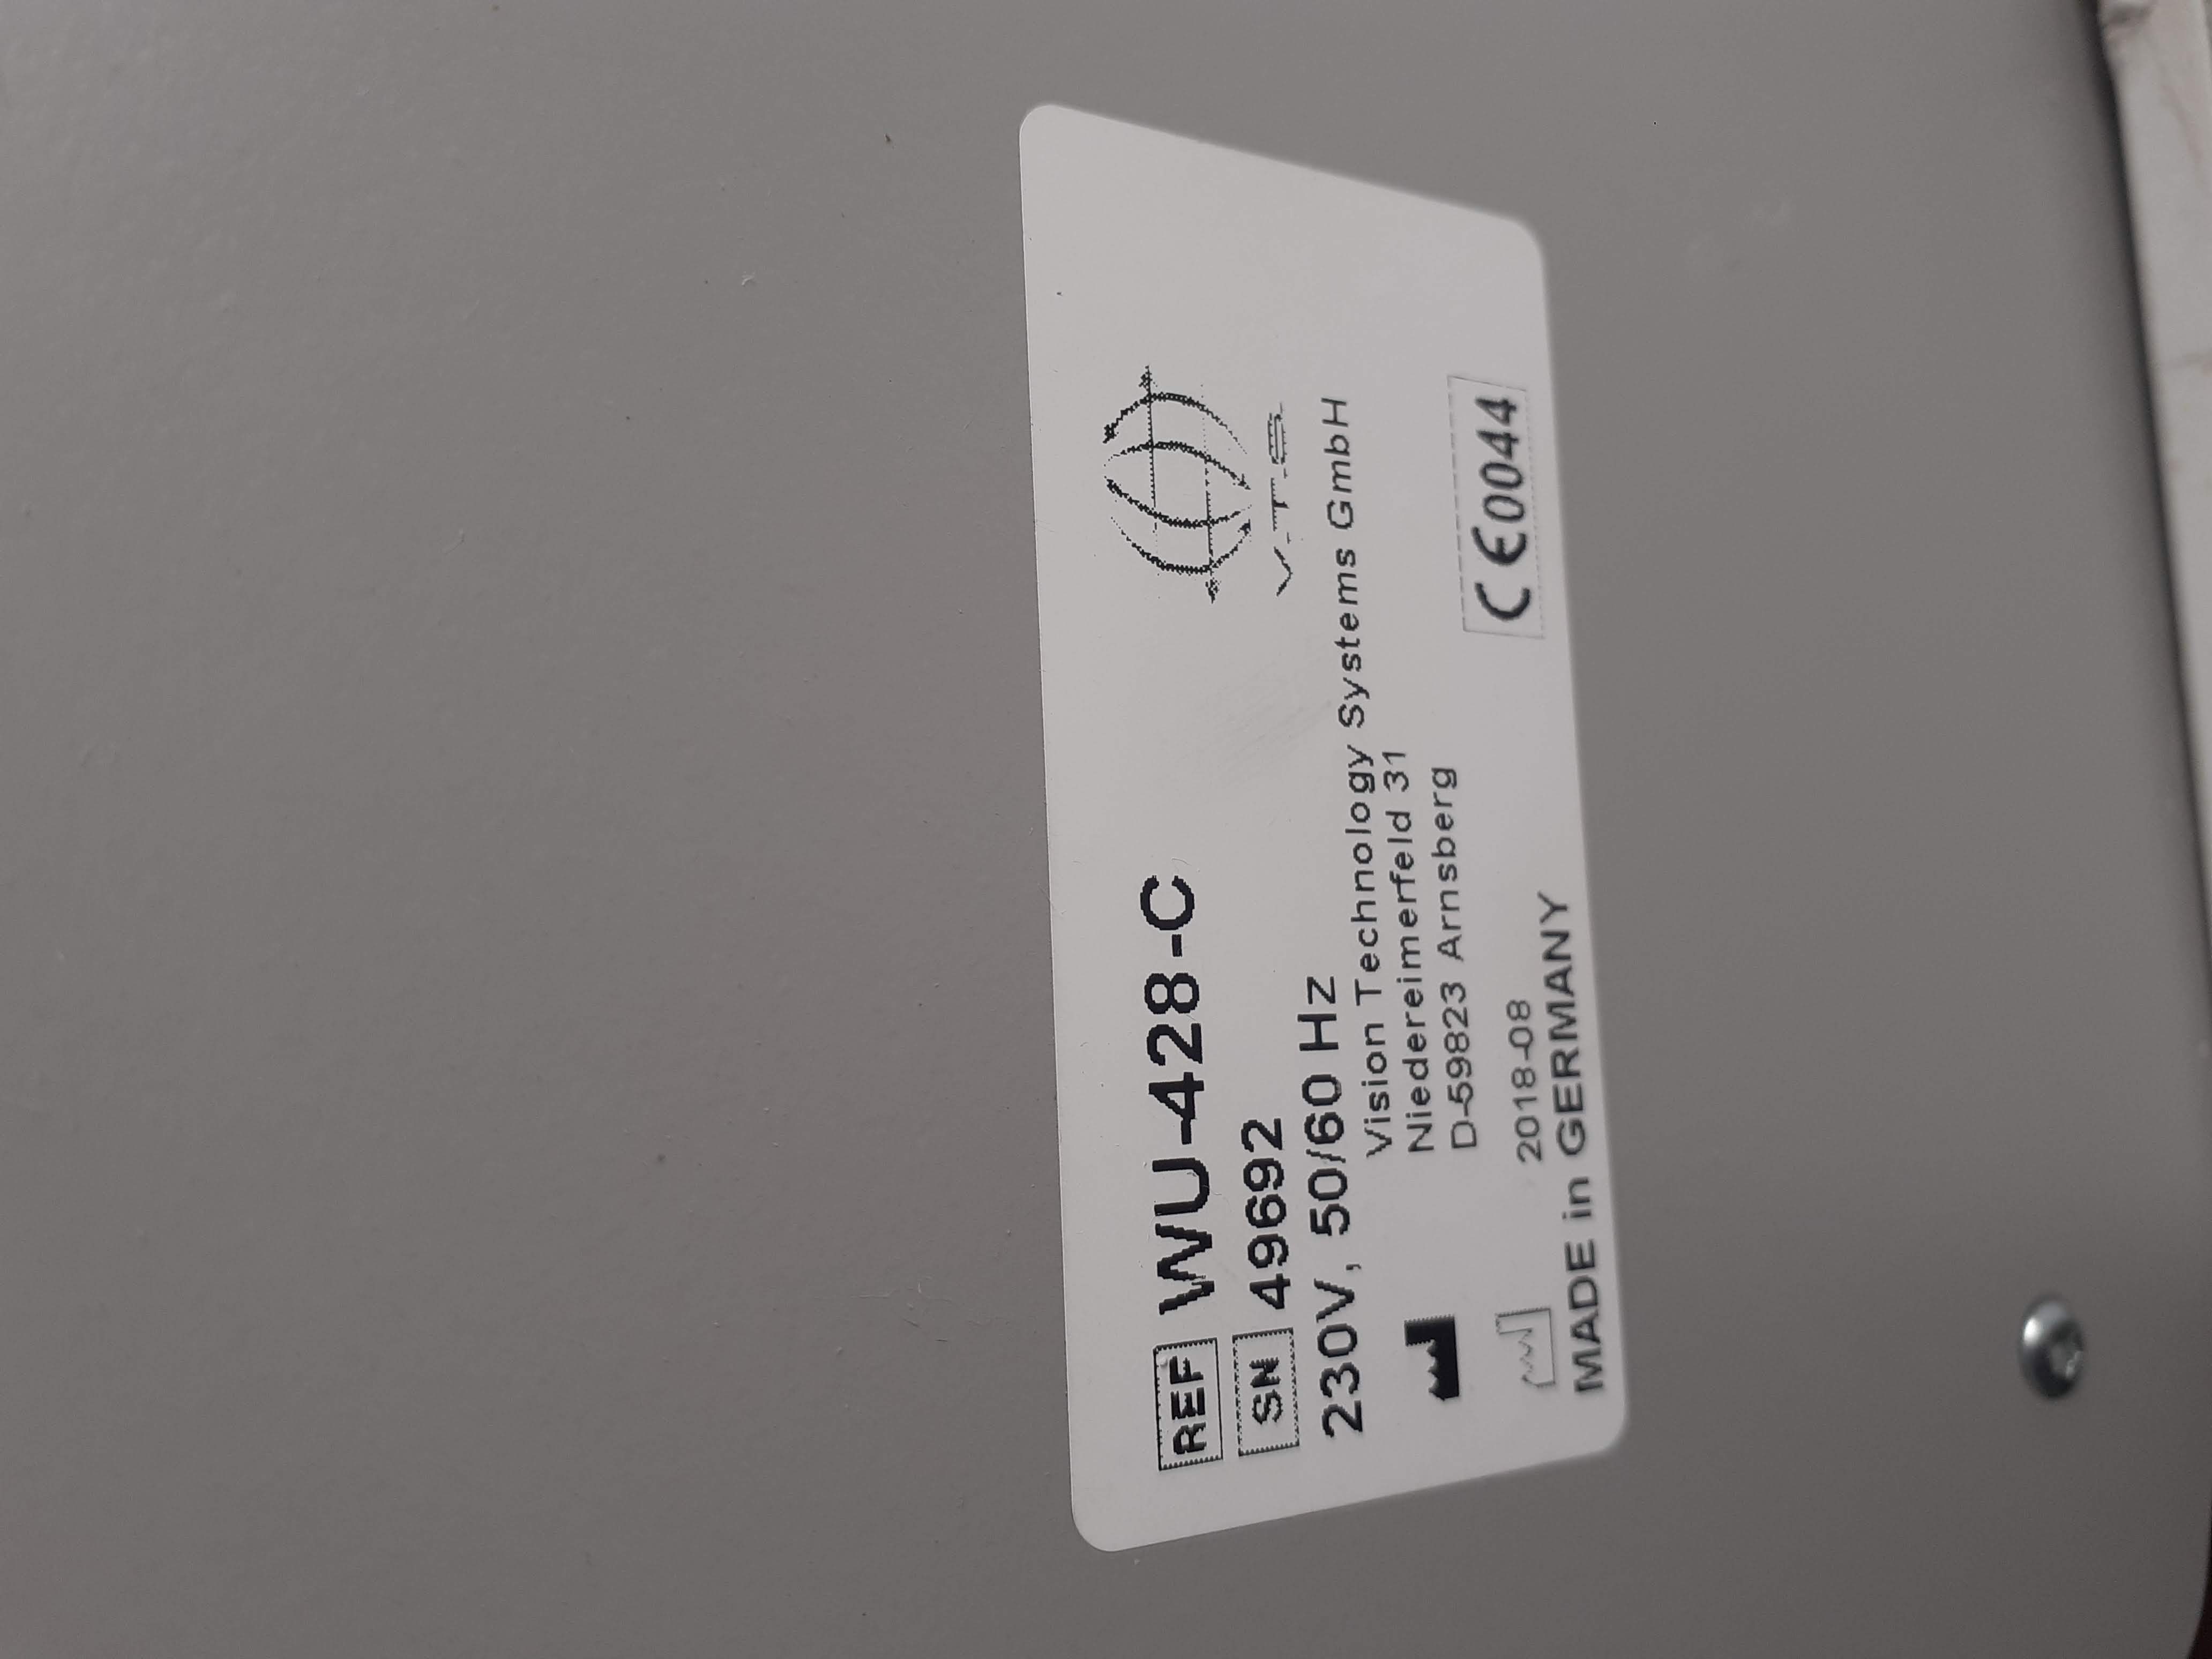 REF WU-428-C
SN 49692
230V, 50/60 Hz
V-T-S
Vision Technology Systems GmbH
Niedereimerfeld 31
D-59823 Arnsberg
2018-08
CE0044
MADE in GERMANY